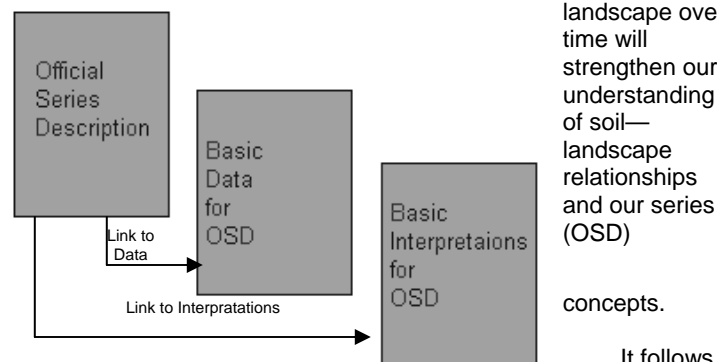 Official
Series
Description
Basic
Data
for
OSD
Basic
Interpretaions
for
OSD
Link to
Data
Link to Interpratations
landscape ove
time will
strengthen our
understanding
of soil—
landscape
relationships
and our series
(OSD)
concepts.
It follows